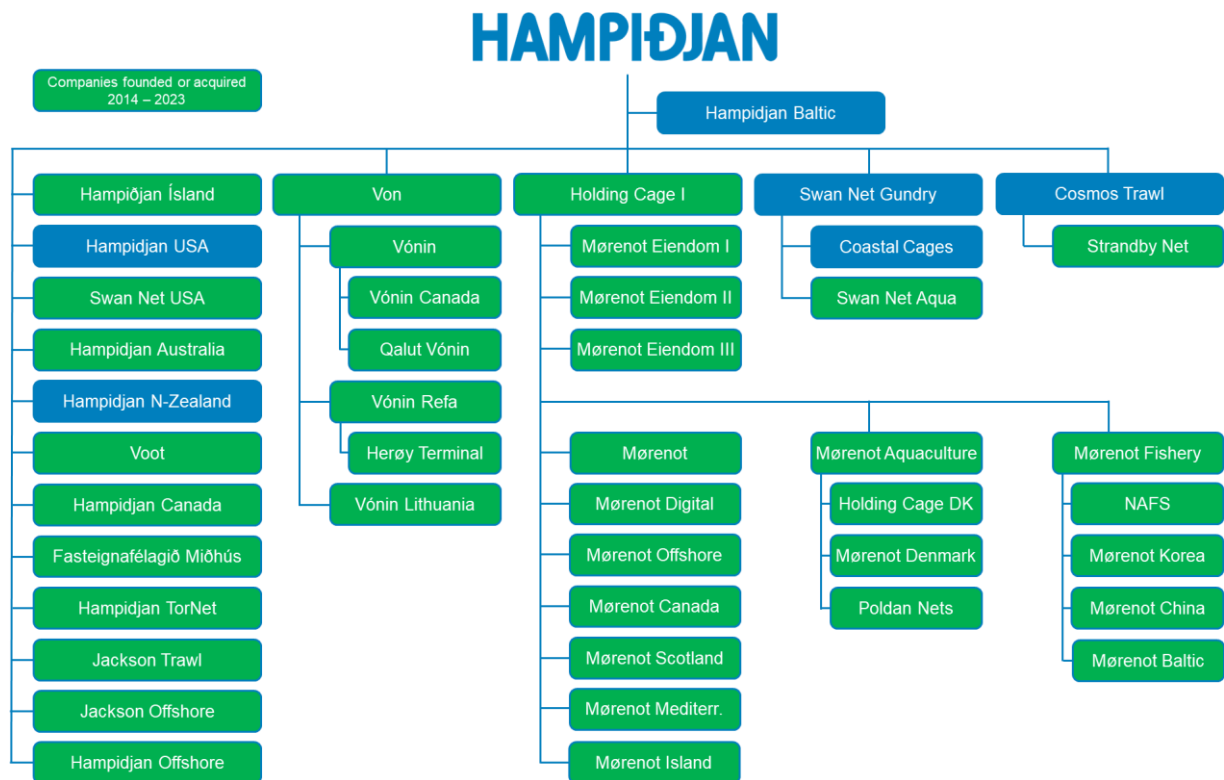 HAMPIÐJAN
Companies founded or acquired
2014 – 2023
Hampidjan Baltic
Hampiðjan Ísland
Hampidjan USA
Swan Net USA
Hampidjan Australia
Hampidjan N-Zealand
Voot
Hampidjan Canada
Fasteignafélagið Miðhús
Hampidjan TorNet
Jackson Trawl
Jackson Offshore
Hampidjan Offshore
Von
Vónin
Vónin Canada
Qalut Vónin
Vónin Refa
Herøy Terminal
Vónin Lithuania
Holding Cage I
Mørenot Eiendom I
Mørenot Eiendom II
Mørenot Eiendom III
Mørenot
Mørenot Digital
Mørenot Offshore
Mørenot Canada
Mørenot Scotland
Mørenot Mediterr.
Mørenot Island
Mørenot Aquaculture
Holding Cage DK
Mørenot Denmark
Poldan Nets
Mørenot Fishery
NAFS
Mørenot Korea
Mørenot China
Mørenot Baltic
Swan Net Gundry
Coastal Cages
Swan Net Aqua
Cosmos Trawl
Strandby Net